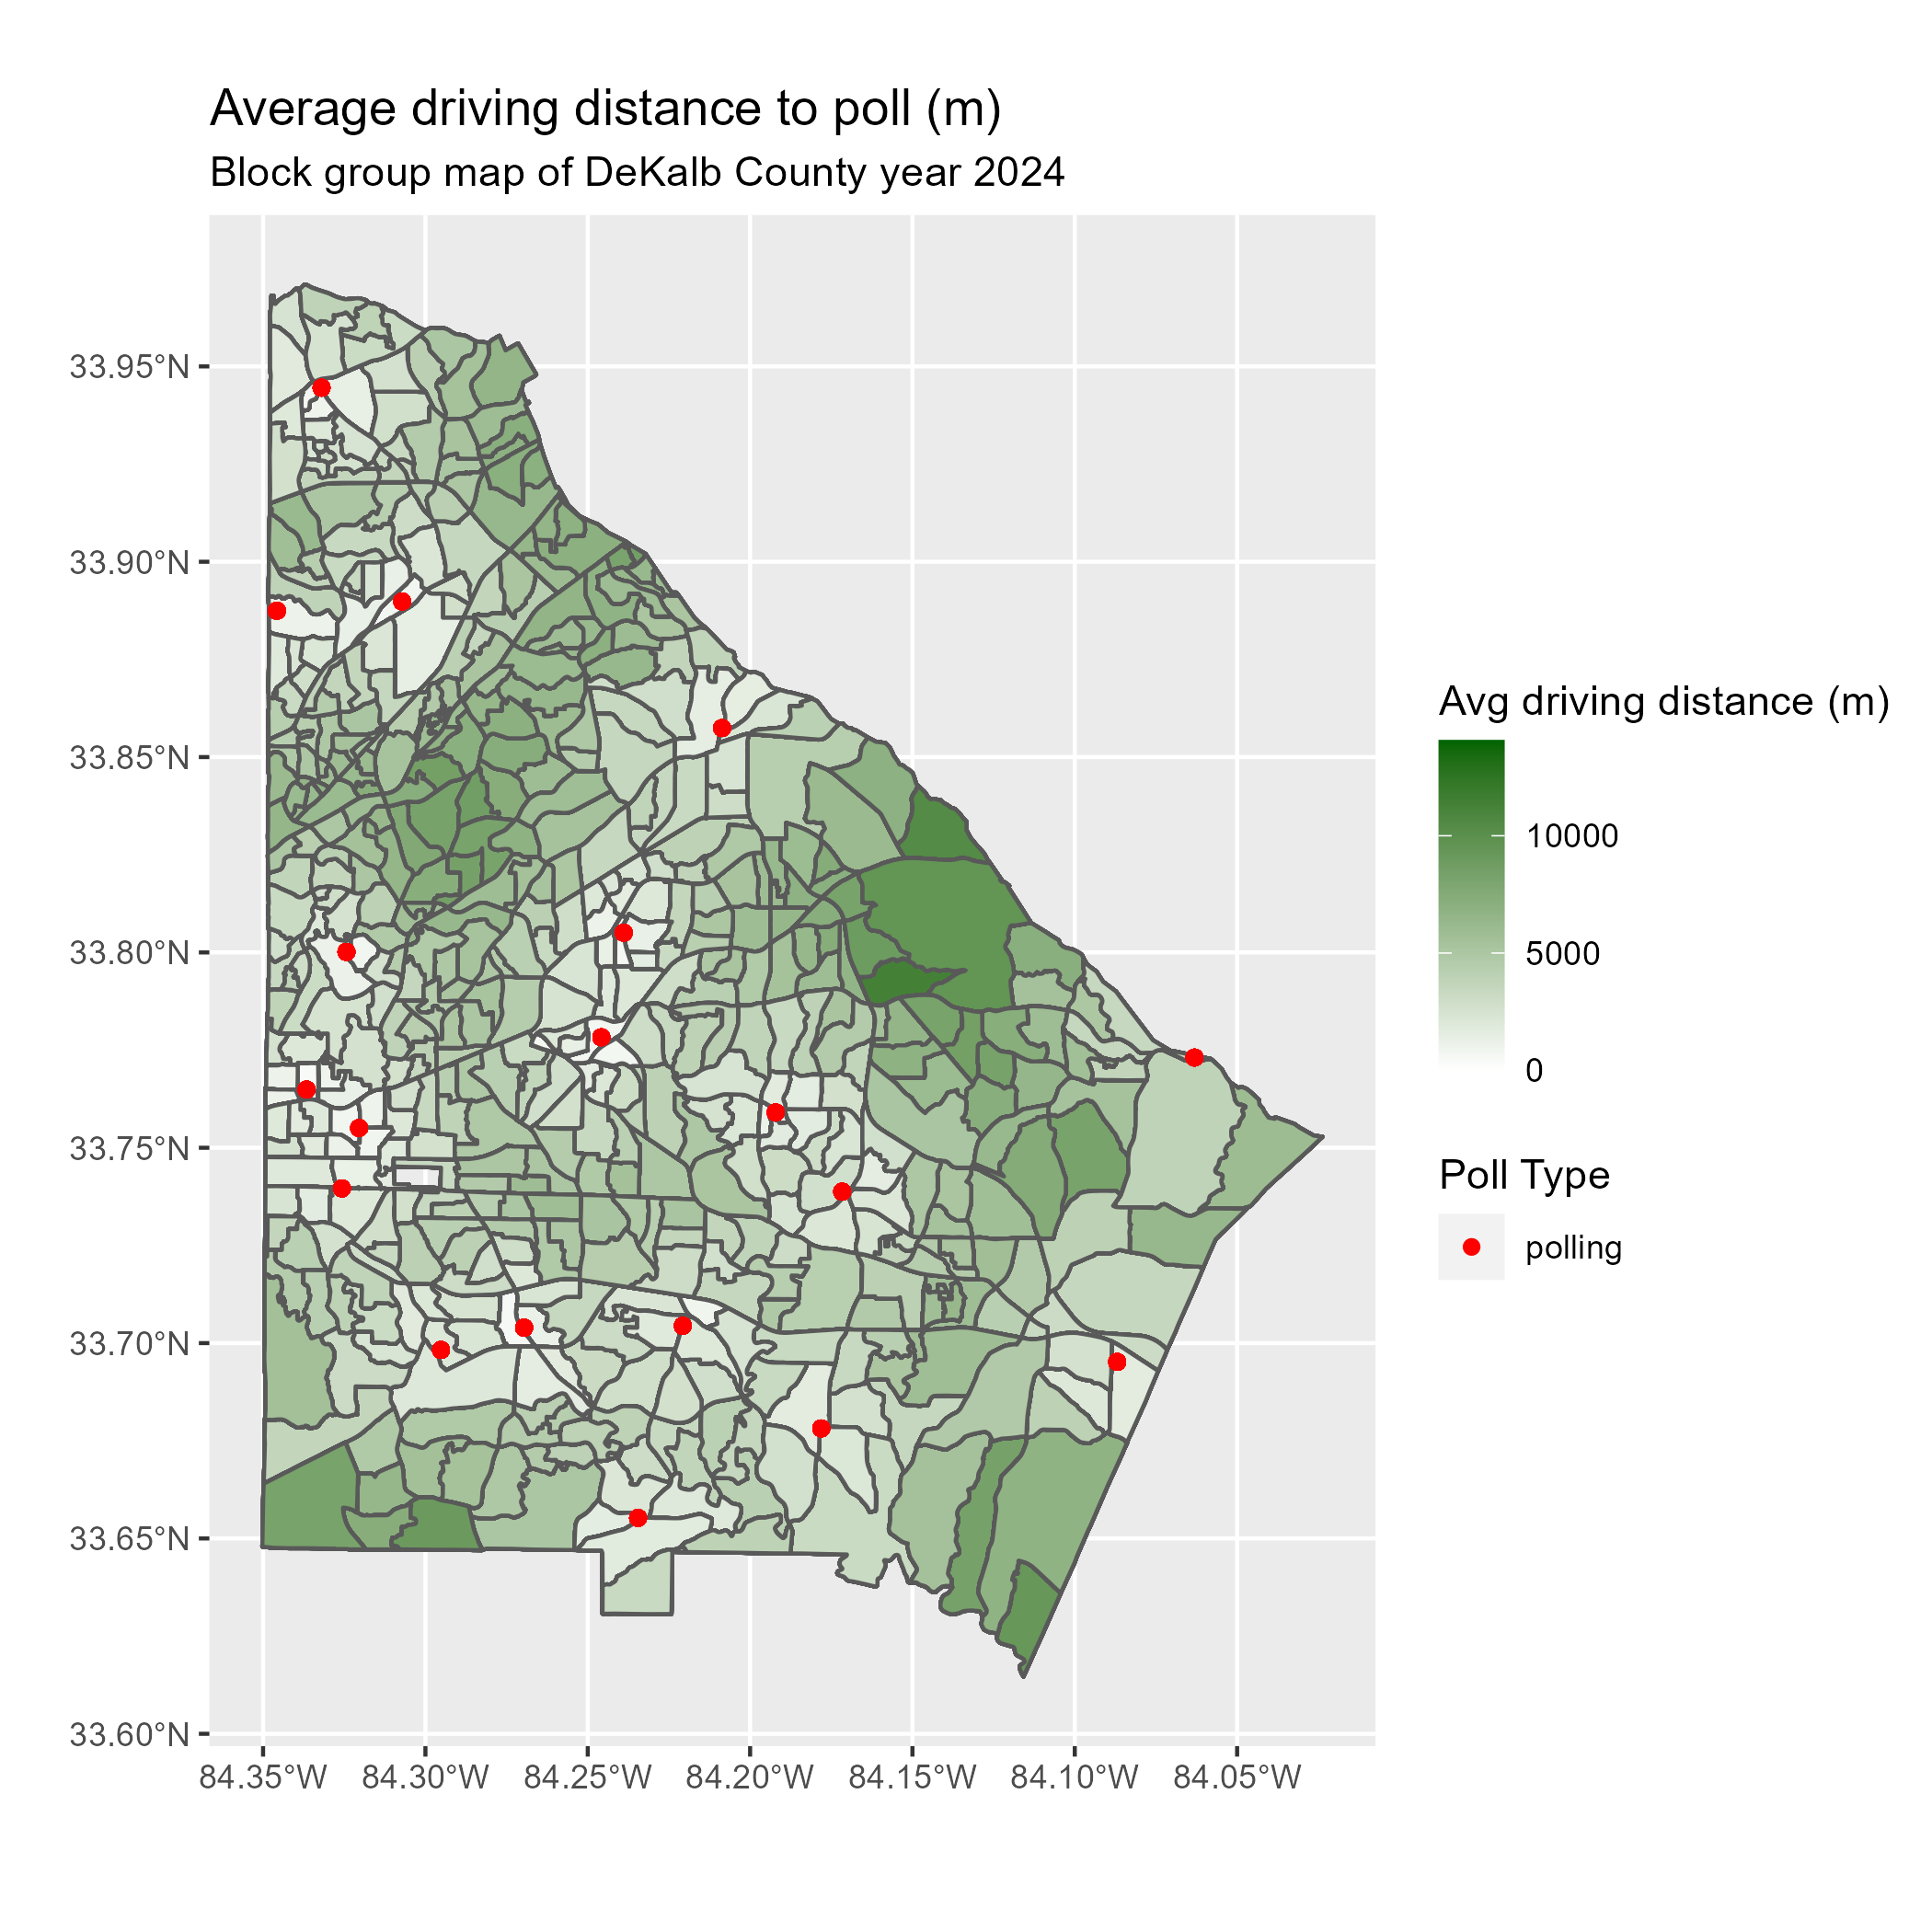 Average driving distance to poll (m)
Block group map of DeKalb County year 2024
33.95°N
33.90°N
33.85°N
33.80°N
33.75°N
33.70°N
33.65°N
33.60°N
84.35°W 84.30°W 84.25°W 84.20°W 84.15°W 84.10°W 84.05°W
Avg driving distance (m)
10000
5000
0
Poll Type
polling